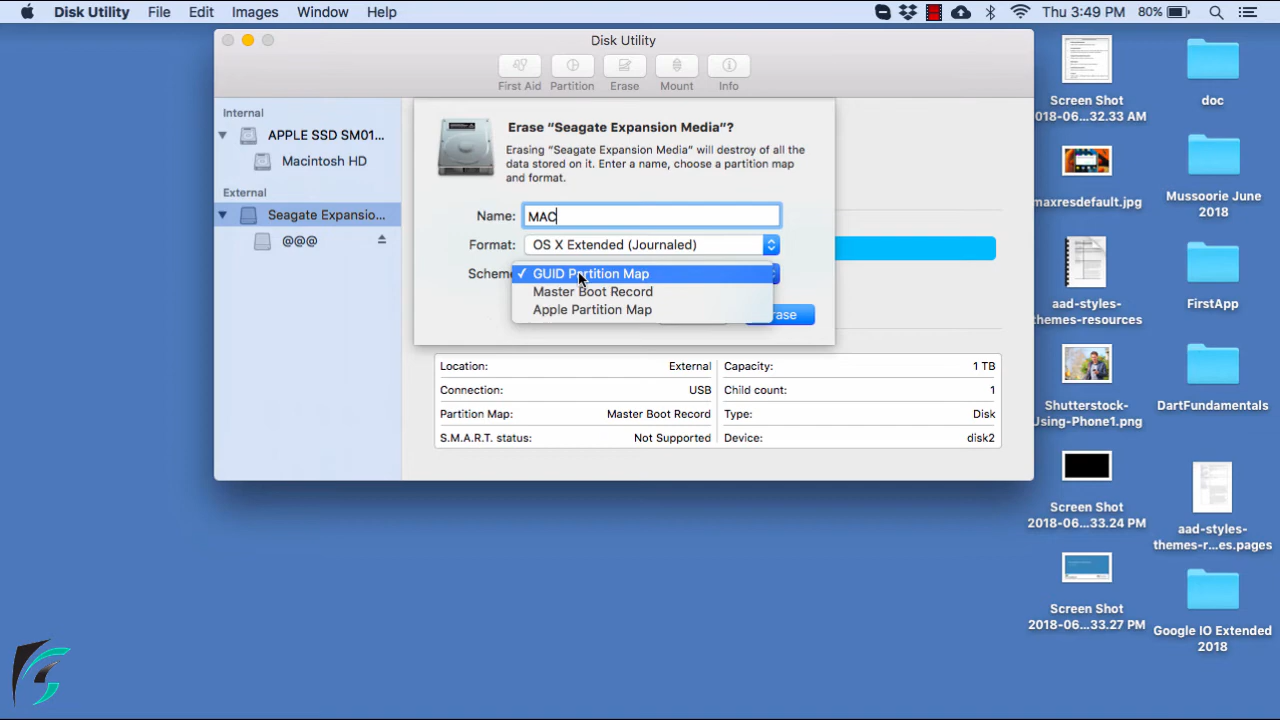 Disk Utility File Edit Images Window Help Thu 3:49 PM 80%
Disk Utility
First Aid Partition Erase Mount Info
Internal
APPLE SSD SM01...
Macintosh HD
External
Seagate Expansio...
@@@
Erase “Seagate Expansion Media”?
Erasing “Seagate Expansion Media” will destroy of all the
data stored on it. Enter a name, choose a partition map
and format.
Name: MAC
Format: OS X Extended (Journaled)
Scheme ✓ GUID Partition Map
Master Boot Record
Apple Partition Map
rase
Location: External
Connection: USB
Partition Map: Master Boot Record
S.M.A.R.T. status: Not Supported
Capacity: 1 TB
Child count: 1
Type: Disk
Device: disk2
Screen Shot
2018-06...32.33 AM
maxresdefault.jpg
aad-styles-
themes-resources
Shutterstock-
Using-Phone1.png
Screen Shot
2018-06...33.24 PM
Screen Shot
2018-06...33.27 PM
doc
Mussoorie June
2018
FirstApp
DartFundamentals
aad-styles-
themes-r...es.pages
Google IO Extended
2018